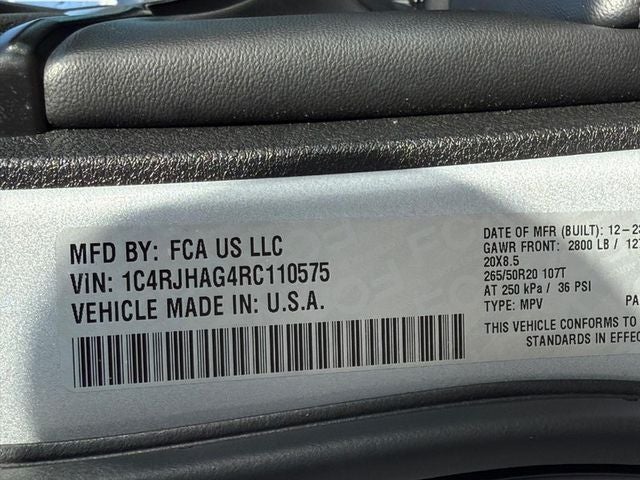 MFD BY: FCA US LLC
VIN: 1C4RJHAG4RC110575
VEHICLE MADE IN: U.S.A.
DATE OF MFR (BUILT): 12-23
GAWR FRONT: 2800 LB /
20X8.5
265/50R20 107T
AT 250 kPa / 36 PSI
TYPE: MPV PA
THIS VEHICLE CONFORMS TO
STANDARDS IN EFFEC